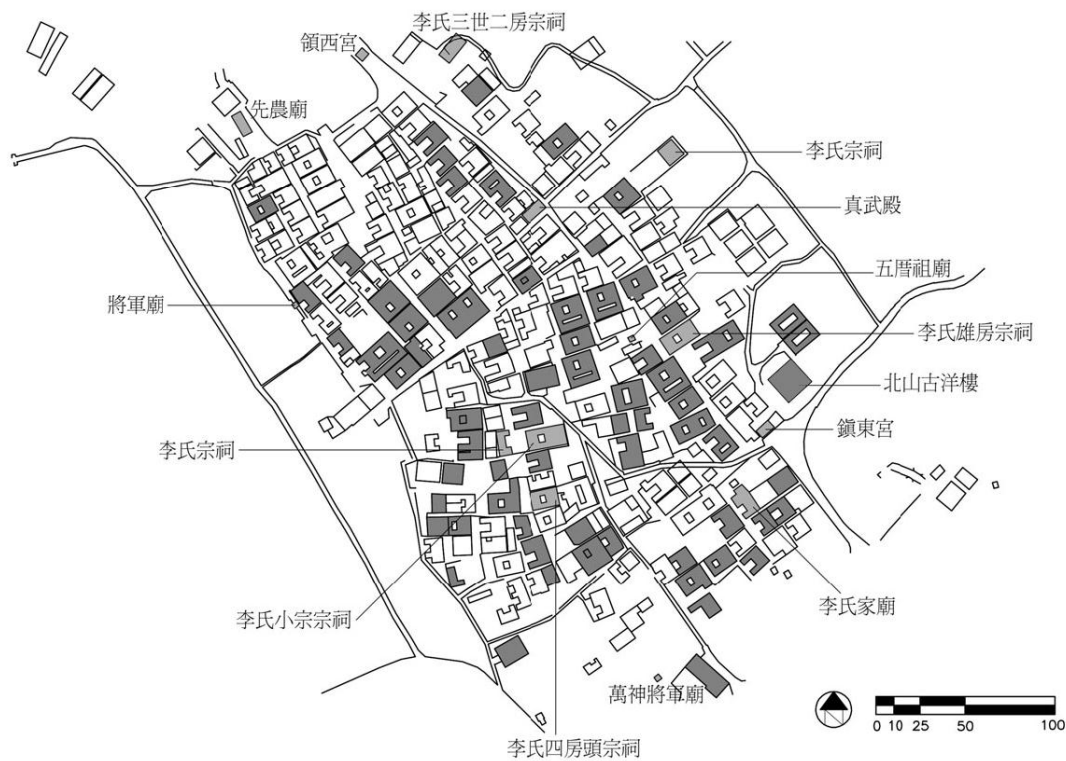 李氏三世二房宗祠
領西宮
先農廟
李氏宗祠
真武殿
五厝祖廟
將軍廟
李氏雄房宗祠
北山古洋樓
鎮東宮
李氏宗祠
李氏小宗宗祠
李氏家廟
萬神將軍廟
李氏四房頭宗祠
0 10 25 50 100